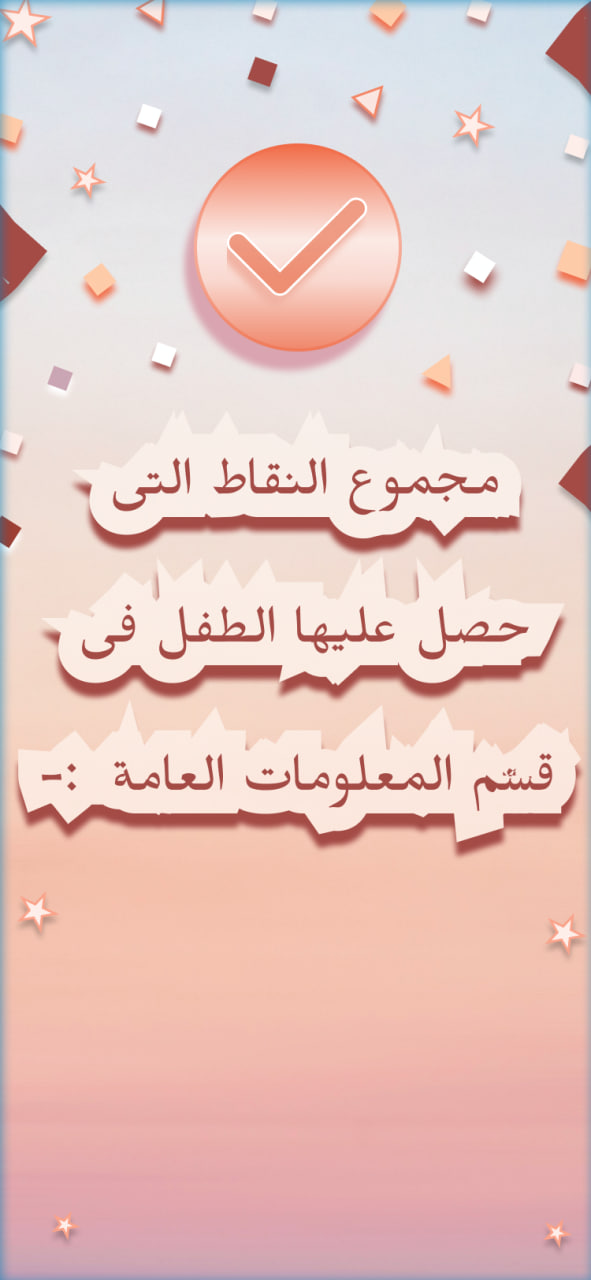 مجموع النقاط التى
حصل عليها الطفل فى
قسم المعلومات العامة :-